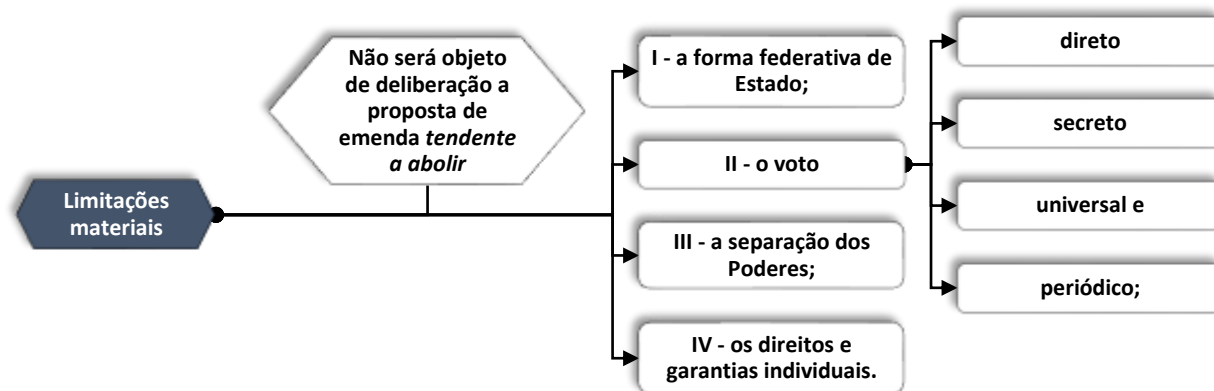 Limitações
materiais
Não será objeto
de deliberação a
proposta de
emenda tendente
a abolir
I - a forma federativa de
Estado;
II - o voto
direto
secreto
universal e
periódico;
III - a separação dos
Poderes;
IV - os direitos e
garantias individuais.